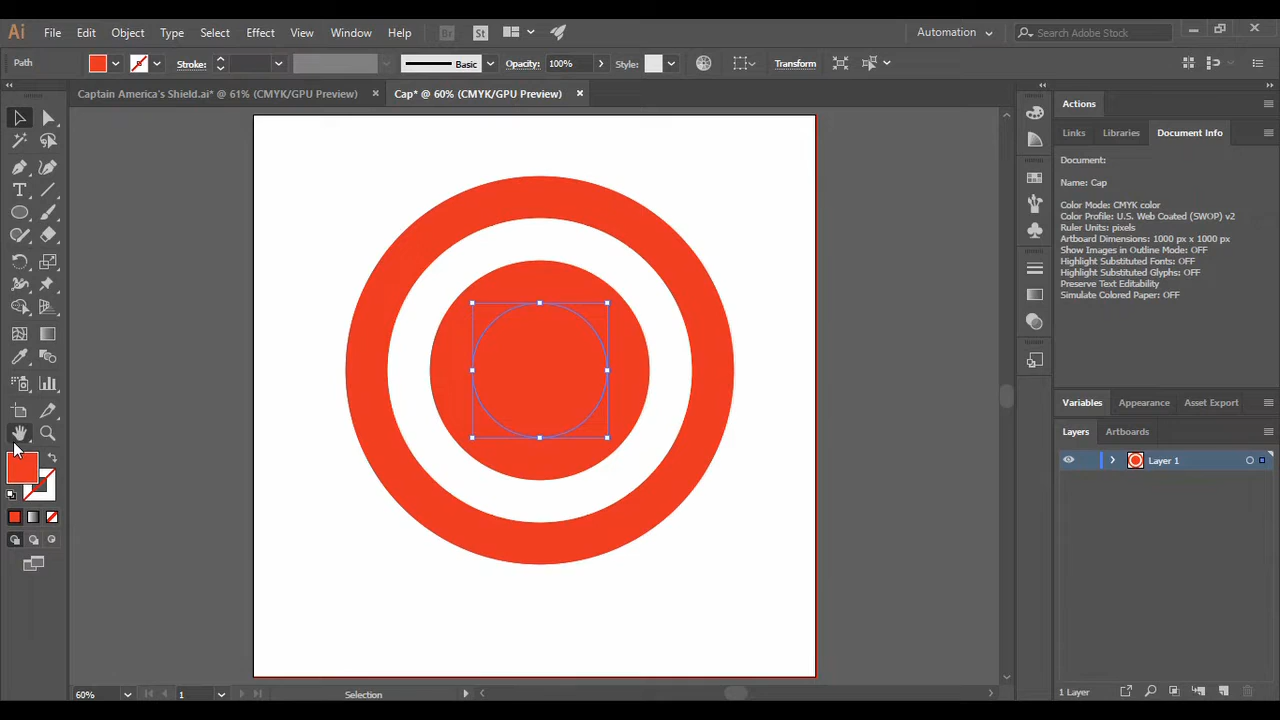 Ai File Edit Object Type Select Effect View Window Help Br St Automation Search Adobe Stock
Path Stroke: Basic Opacity: 100% Style: Transform
Captain America's Shield.ai* @ 61% (CMYK/GPU Preview) Cap* @ 60% (CMYK/GPU Preview)
Actions
Links Libraries Document Info
Document:
Name: Cap
Color Mode: CMYK color
Color Profile: U.S. Web Coated (SWOP) v2
Ruler Units: pixels
Artboard Dimensions: 1000 px x 1000 px
Show Images in Outline Mode: OFF
Highlight Substituted Fonts: OFF
Highlight Substituted Glyphs: OFF
Preserve Text Editability
Simulate Colored Paper: OFF
Variables Appearance Asset Export
Layers Artboards
Layer 1
60% 1 Selection 1 Layer